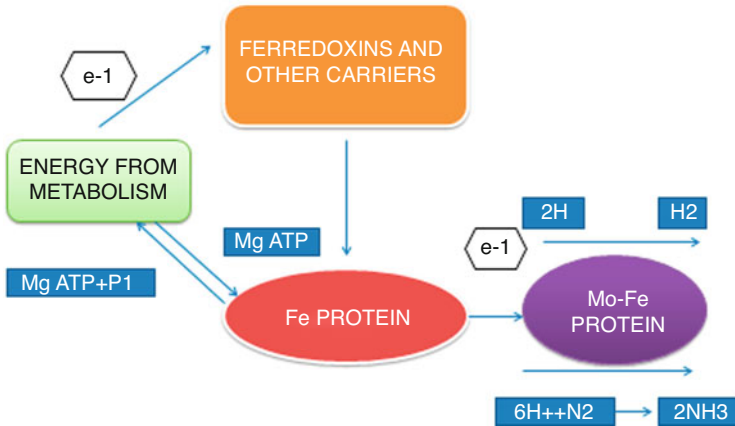 FERREDOXINS AND
OTHER CARRIERS
e-1
ENERGY FROM
METABOLISM
Mg ATP
Mg ATP+P1
Fe PROTEIN
e-1
2H
H2
Mo-Fe
PROTEIN
6H++N2
2NH3